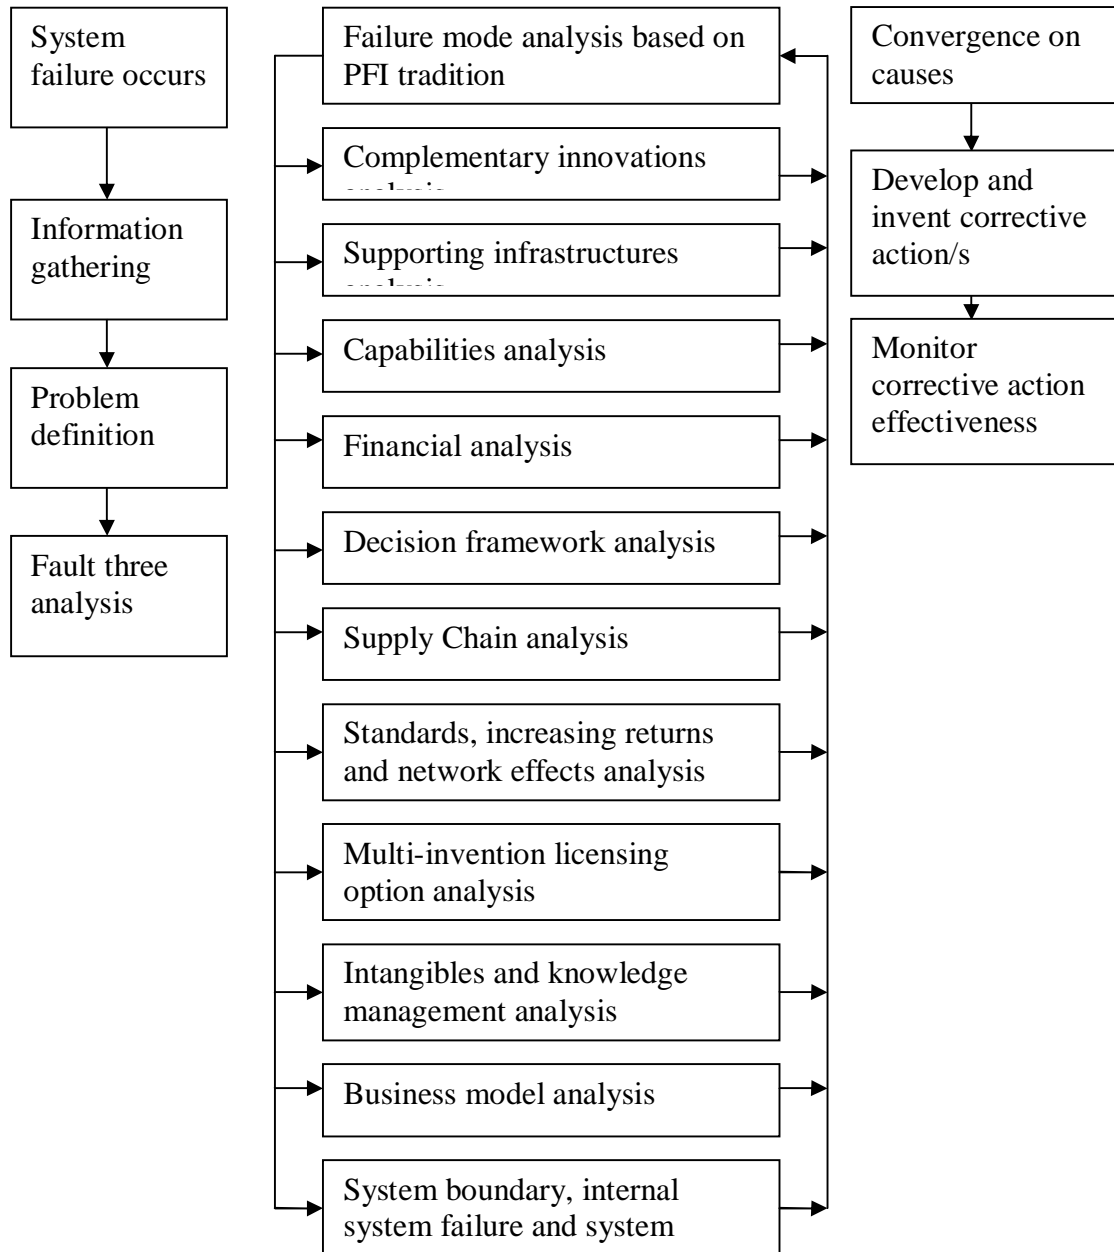 System
failure occurs
Information
gathering
Problem
definition
Fault three
analysis
Failure mode analysis based on
PFI tradition
Complementary innovations
analysis
Supporting infrastructures
analysis
Capabilities analysis
Financial analysis
Decision framework analysis
Supply Chain analysis
Standards, increasing returns
and network effects analysis
Multi-invention licensing
option analysis
Intangibles and knowledge
management analysis
Business model analysis
System boundary, internal
system failure and system
Convergence on
causes
Develop and
invent corrective
action/s
Monitor
corrective action
effectiveness